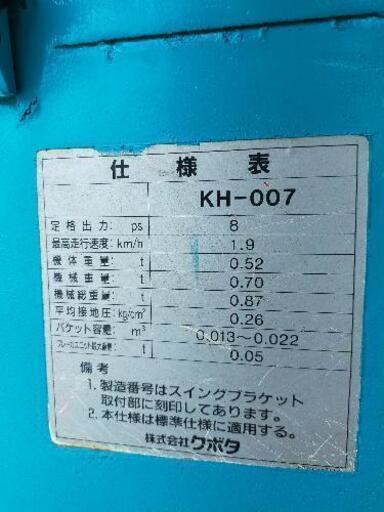 仕様表
KH-007
定格出力: ps 8
最高走行速度: km/h 1.9
機体重量: t 0.52
機械重量: t 0.70
機械総重量: t 0.87
平均接地圧: kg/cm² 0.26
バケット容量: m³ 0.013～0.022
t 0.05
備考
1. 製造番号はスイングブラケット
取付部に刻印してあります。
2. 本仕様は標準仕様に適用する。
株式会社クボタ